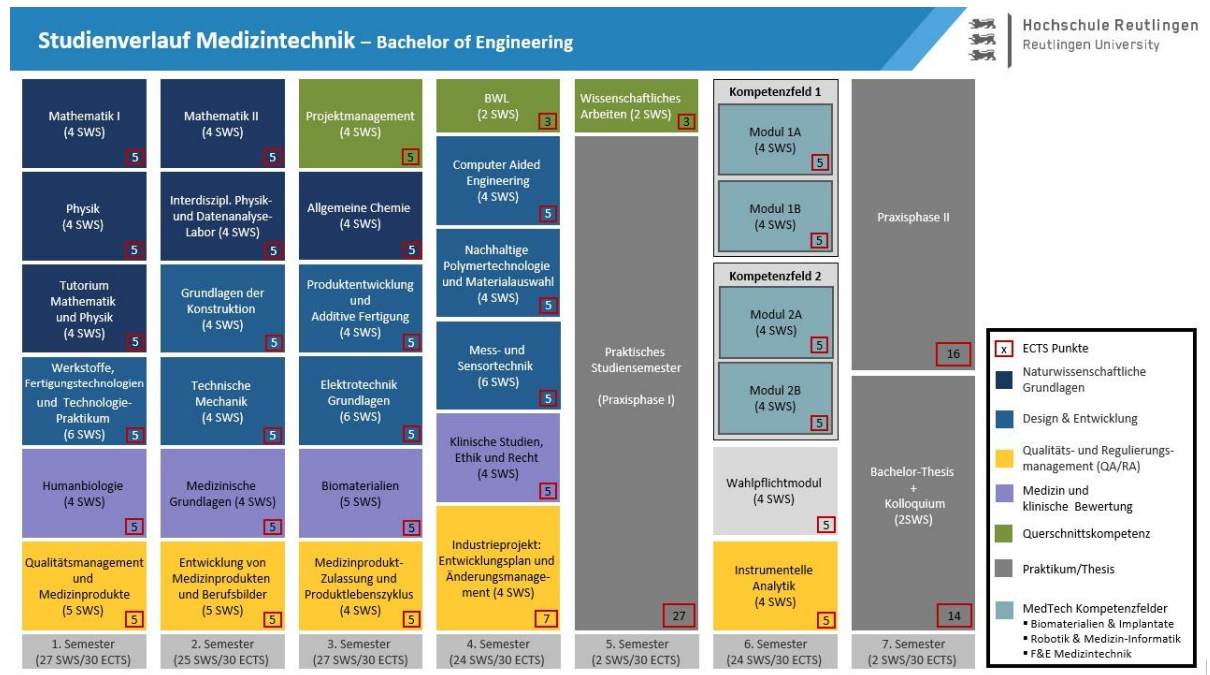 Studienverlauf Medizintechnik – Bachelor of Engineering
Hochschule Reutlingen
Reutlingen University
Mathematik I
(4 SWS)
5
Physik
(4 SWS)
5
Tutorium
Mathematik
und Physik
(4 SWS)
5
Werkstoffe,
Fertigungstechnologien
und Technologie-
Praktikum
(6 SWS)
5
Humanbiologie
(4 SWS)
5
Qualitätsmanagement
und
Medizinprodukte
(5 SWS)
5
1. Semester
(27 SWS/30 ECTS)
Mathematik II
(4 SWS)
5
Interdiszipl. Physik-
und Datenanalyse-
Labor (4 SWS)
5
Grundlagen der
Konstruktion
(4 SWS)
5
Technische
Mechanik
(4 SWS)
5
Medizinische
Grundlagen (4 SWS)
5
Entwicklung von
Medizinprodukten
und Berufsbilder
(5 SWS)
5
2. Semester
(25 SWS/30 ECTS)
Projektmanagement
(4 SWS)
5
Allgemeine Chemie
(4 SWS)
5
Produktentwicklung
und
Additive Fertigung
(4 SWS)
5
Elektrotechnik
Grundlagen
(6 SWS)
5
Biomaterialien
(5 SWS)
5
Medizinprodukt-
Zulassung und
Produktlebenszyklus
(4 SWS)
5
3. Semester
(27 SWS/30 ECTS)
BWL
(2 SWS)
3
Computer Aided
Engineering
(4 SWS)
5
Nachhaltige
Polymertechnologie
und Materialauswahl
(4 SWS)
5
Mess- und
Sensortechnik
(6 SWS)
5
Klinische Studien,
Ethik und Recht
(4 SWS)
5
Industrieprojekt:
Entwicklungsplan und
Änderungsmanage-
ment (4 SWS)
7
4. Semester
(24 SWS/30 ECTS)
Wissenschaftliches
Arbeiten (2 SWS)
3
Praktisches
Studiensemester
(Praxisphase I)
27
5. Semester
(2 SWS/30 ECTS)
Kompetenzfeld 1
Modul 1A
(4 SWS)
5
Modul 1B
(4 SWS)
5
Kompetenzfeld 2
Modul 2A
(4 SWS)
5
Modul 2B
(4 SWS)
5
Wahlpflichtmodul
(4 SWS)
5
Instrumentelle
Analytik
(4 SWS)
5
6. Semester
(24 SWS/30 ECTS)
Praxisphase II
16
Bachelor-Thesis
+
Kolloquium
(2SWS)
14
7. Semester
(2 SWS/30 ECTS)
x ECTS Punkte
Naturwissenschaftliche
Grundlagen
Design & Entwicklung
Qualitäts- und Regulierungs-
management (QA/RA)
Medizin und
klinische Bewertung
Querschnittskompetenz
Praktikum/Thesis
MedTech Kompetenzfelder
▪ Biomaterialien & Implantate
▪ Robotik & Medizin-Informatik
▪ F&E Medizintechnik